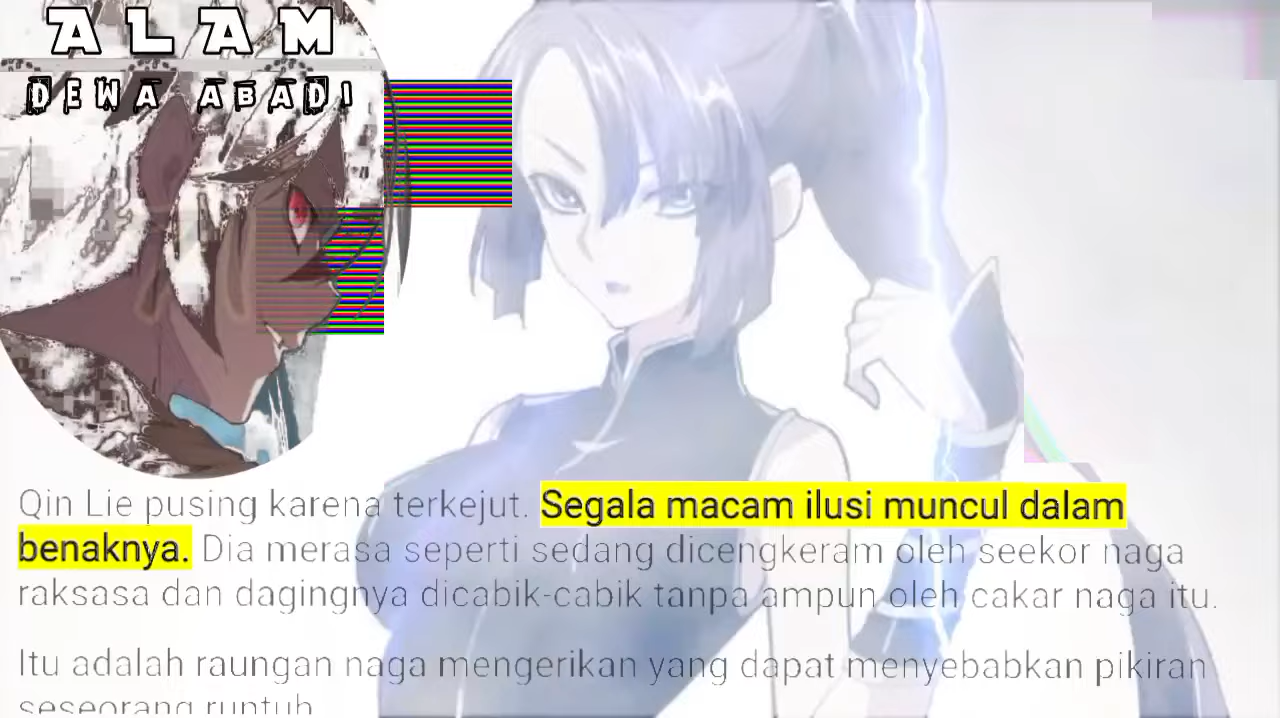 ALAM
DEWA ABADI
Qin Lie pusing karena terkejut. Segala macam ilusi muncul dalam
benaknya. Dia merasa seperti sedang dicengkeram oleh seekor naga
raksasa dan dagingnya dicabik-cabik tanpa ampun oleh cakar naga itu.
Itu adalah raungan naga mengerikan yang dapat menyebabkan pikiran
seseorang runtuh